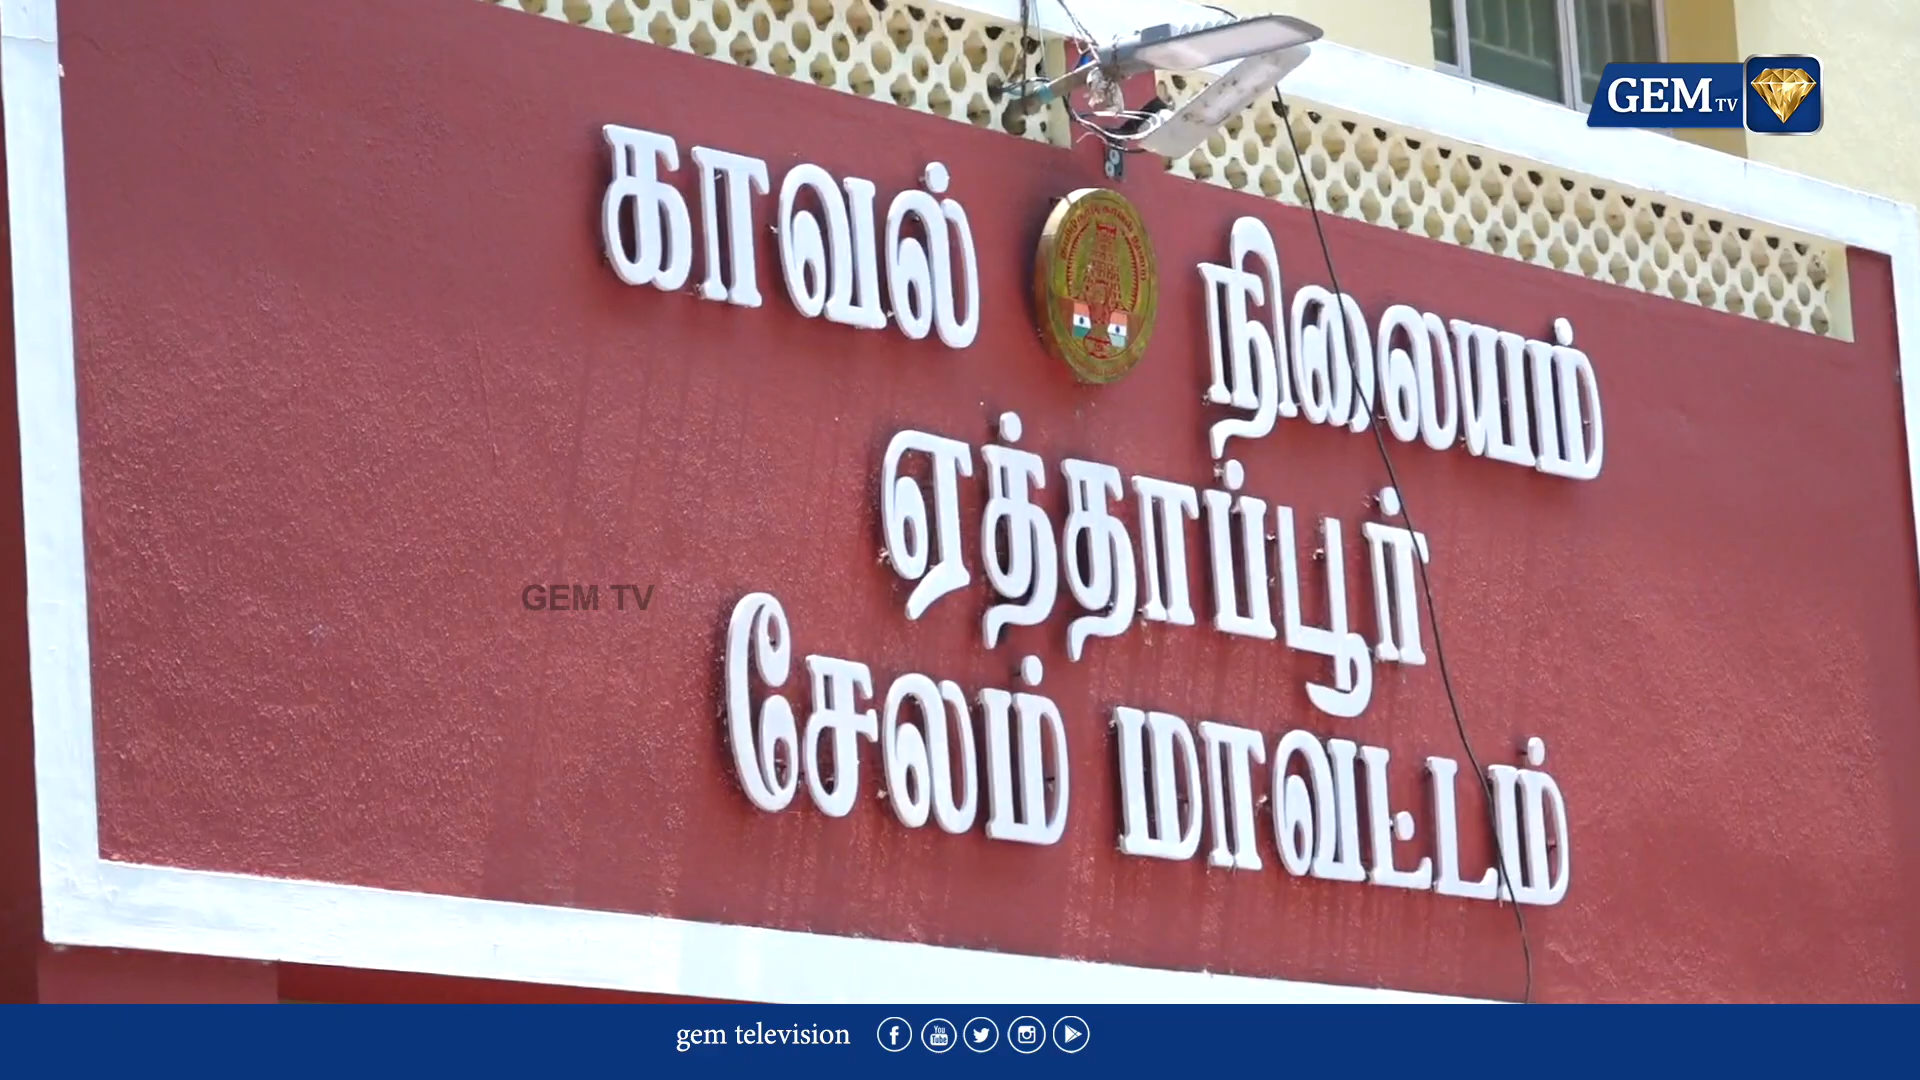 GEM TV
காவல் நிலையம்
ஏத்தாப்பூர்
GEM TV
சேலம் மாவட்டம்
gem television